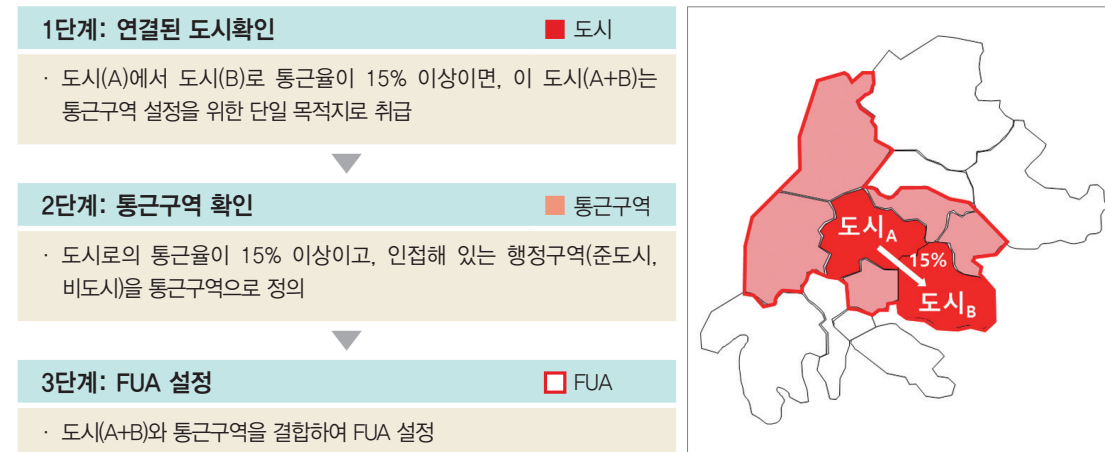 1단계: 연결된 도시확인
도시
· 도시(A)에서 도시(B)로 통근율이 15% 이상이면, 이 도시(A+B)는
통근구역 설정을 위한 단일 목적지로 취급
2단계: 통근구역 확인
통근구역
· 도시로의 통근율이 15% 이상이고, 인접해 있는 행정구역(준도시,
비도시)을 통근구역으로 정의
3단계: FUA 설정
FUA
· 도시(A+B)와 통근구역을 결합하여 FUA 설정
도시A
15%
도시B